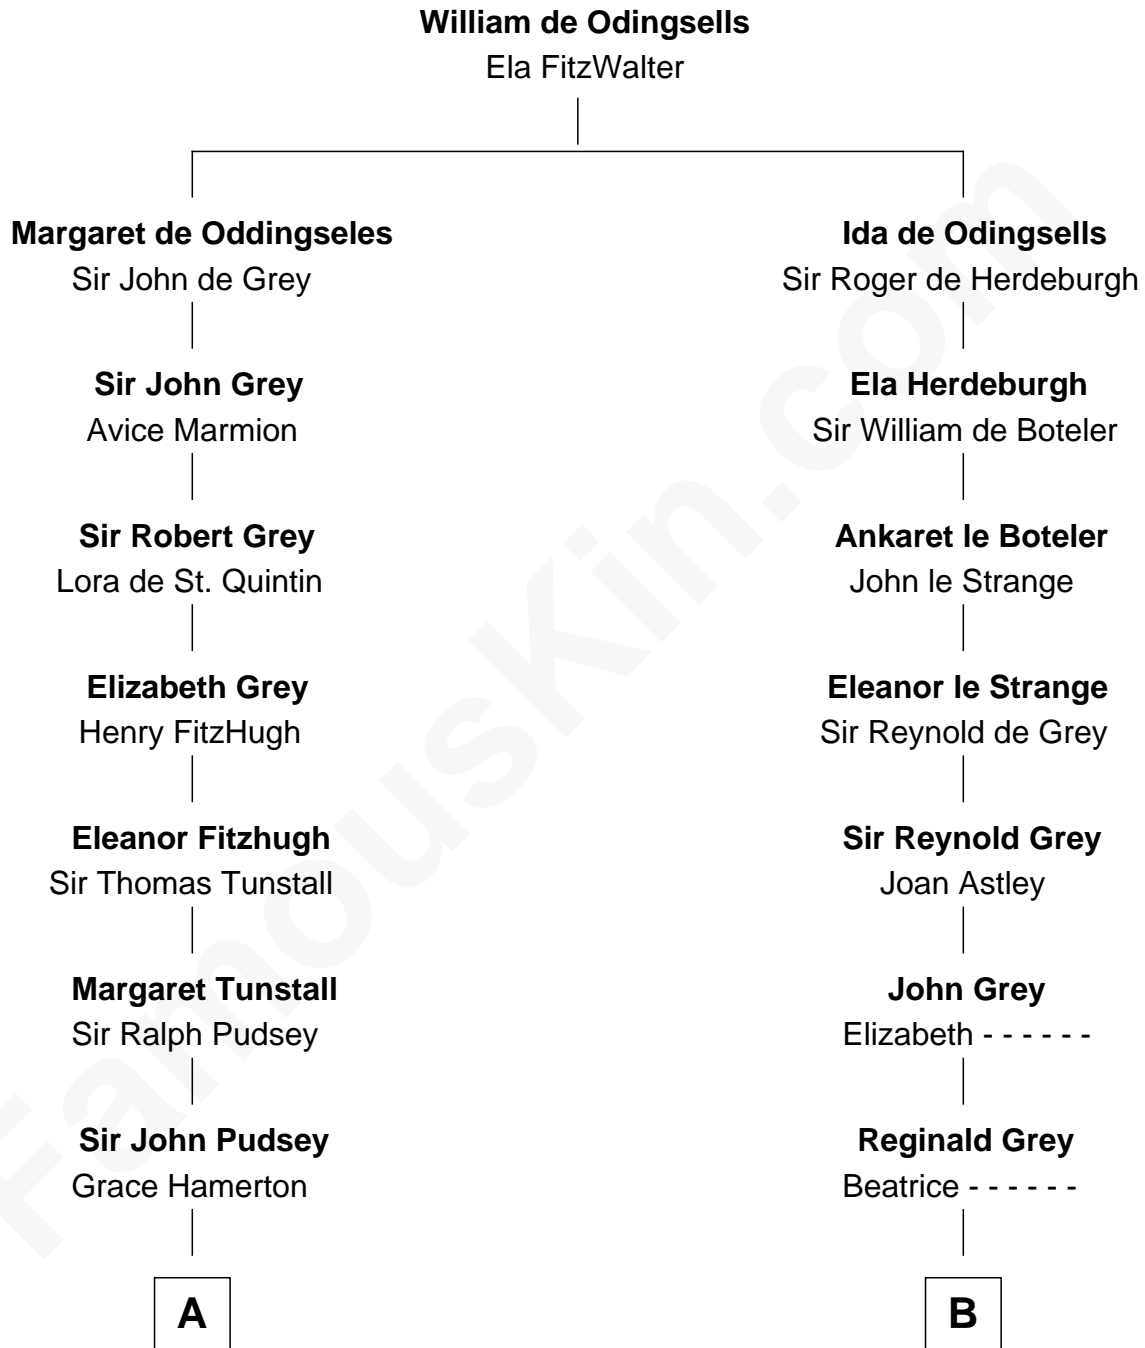 William de Odingsells
Ela FitzWalter
Margaret de Oddingseles
Sir John de Grey
Ida de Odingsells
Sir Roger de Herdeburgh
Sir John Grey
Avice Marmion
Ela Herdeburgh
Sir William de Boteler
Sir Robert Grey
Lora de St. Quintin
Ankaret le Boteler
John le Strange
Elizabeth Grey
Henry FitzHugh
Eleanor le Strange
Sir Reynold de Grey
Eleanor Fitzhugh
Sir Thomas Tunstall
Sir Reynold Grey
Joan Astley
Margaret Tunstall
Sir Ralph Pudsey
John Grey
Elizabeth - - - - - -
Sir John Pudsey
Grace Hamerton
Reginald Grey
Beatrice - - - - - -
A
B
FamousKin.com